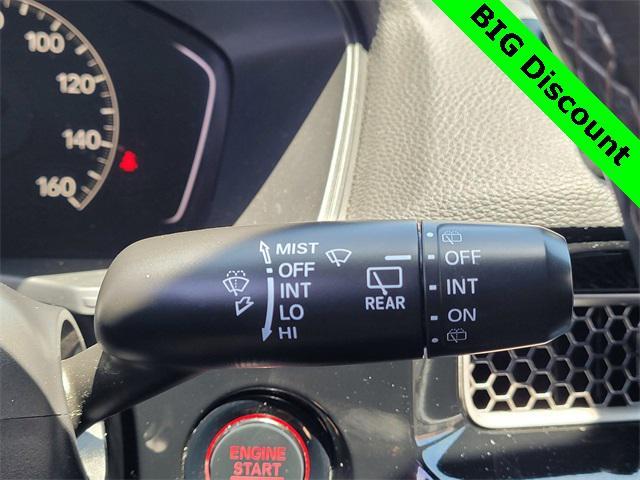 BIG Discount
100
120
140
160
MIST
OFF
INT
LO
HI
REAR
OFF
INT
ON
ENGINE
START